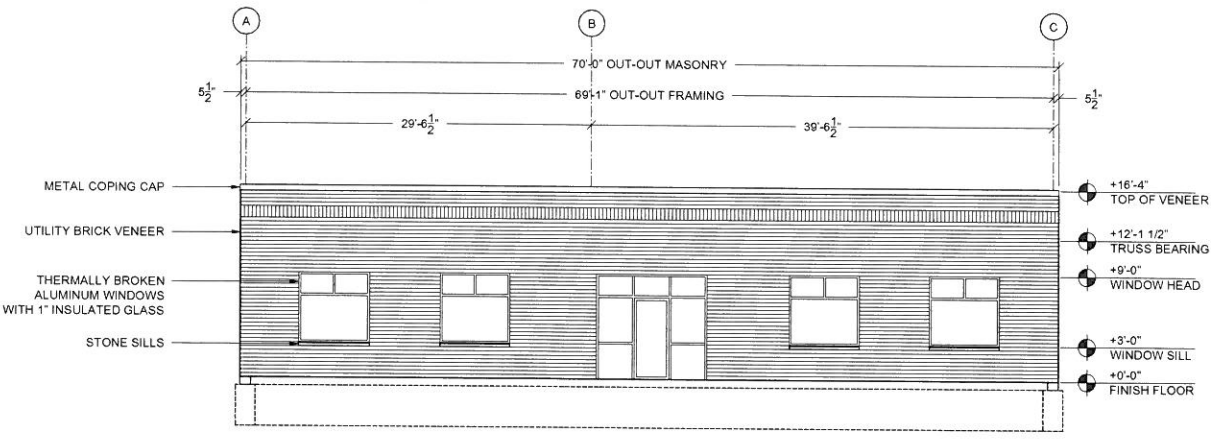 A
B
C
70'-0" OUT-OUT MASONRY
5 1/2"
69'-1" OUT-OUT FRAMING
5 1/2"
29'-6 1/2"
39'-6 1/2"
METAL COPING CAP
UTILITY BRICK VENEER
THERMALLY BROKEN
ALUMINUM WINDOWS
WITH 1" INSULATED GLASS
STONE SILLS
+16'-4"
TOP OF VENEER
+12'-1 1/2"
TRUSS BEARING
+9'-0"
WINDOW HEAD
+3'-0"
WINDOW SILL
+0'-0"
FINISH FLOOR